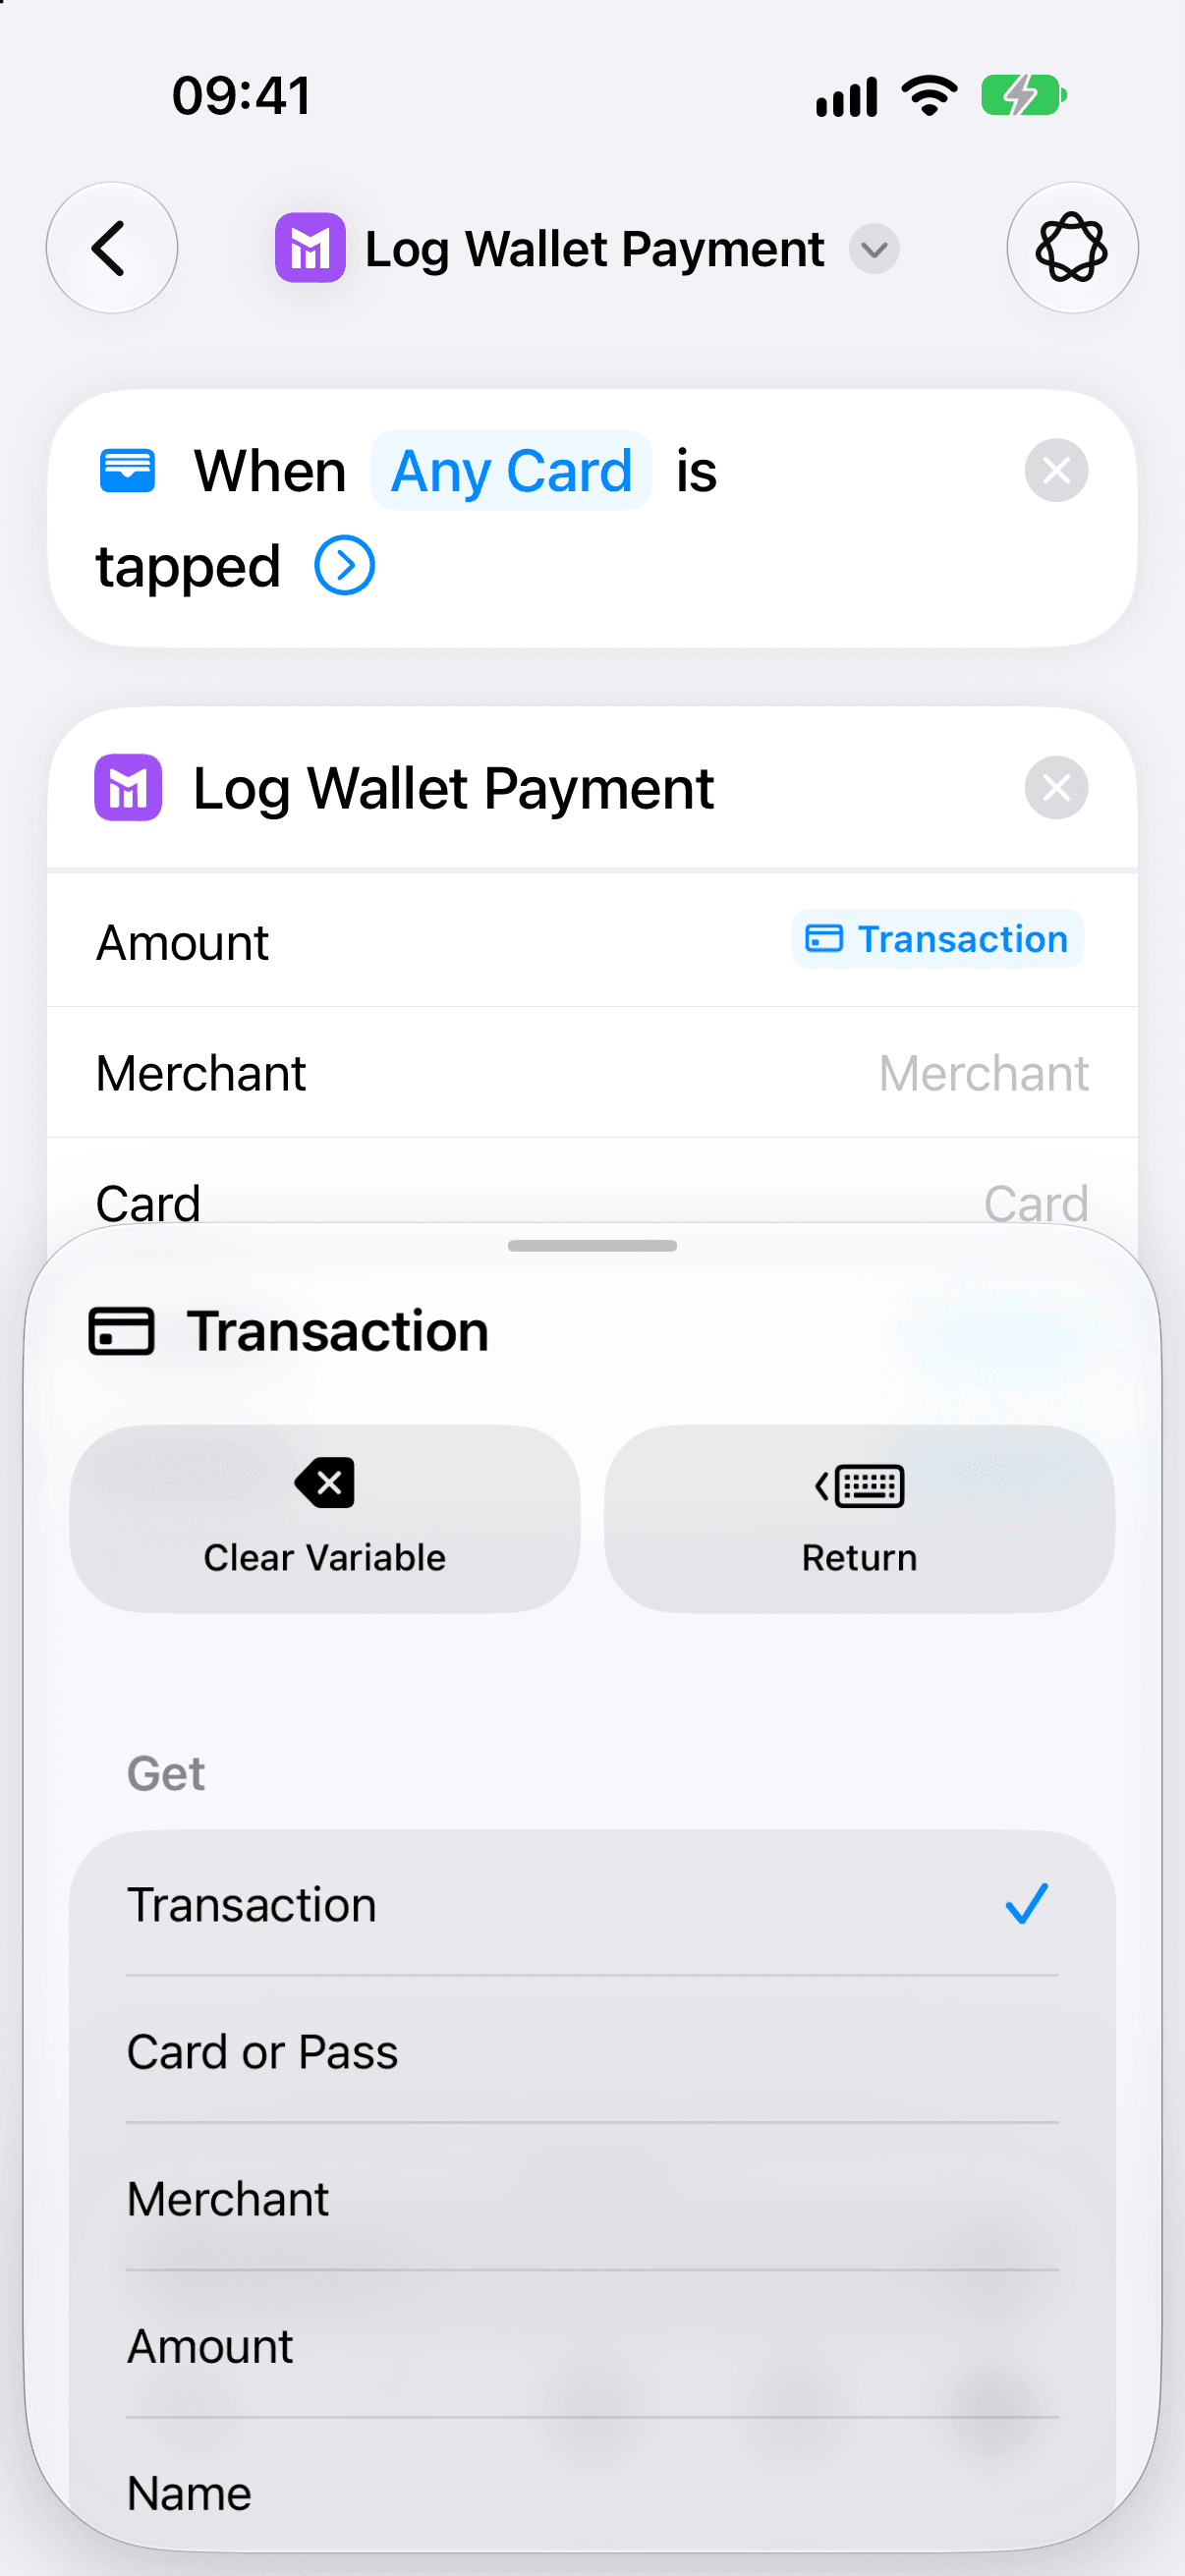 09:41
Log Wallet Payment
When Any Card is
tapped
Log Wallet Payment
Amount Transaction
Merchant Merchant
Card Card
Transaction
Clear Variable Return
Get
Transaction
Card or Pass
Merchant
Amount
Name